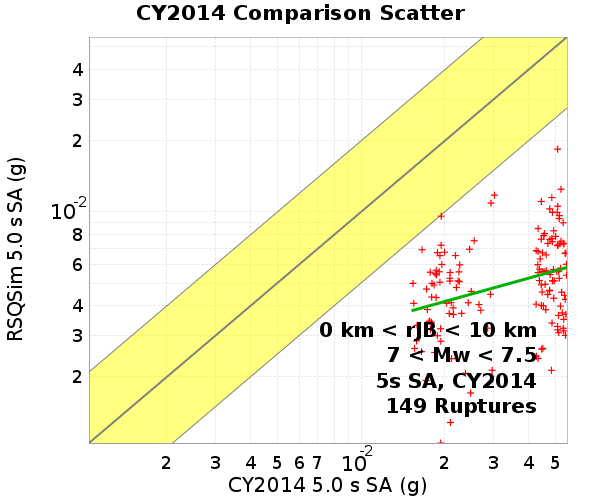 CY2014 Comparison Scatter
RSQSim 5.0 s SA (g)
4
3
2
10-2
8
6
4
3
2
0 km < rJB < 10 km
7 < Mw < 7.5
5s SA, CY2014
149 Ruptures
2 3 4 5 6 7 10-2 2 3 4 5
CY2014 5.0 s SA (g)